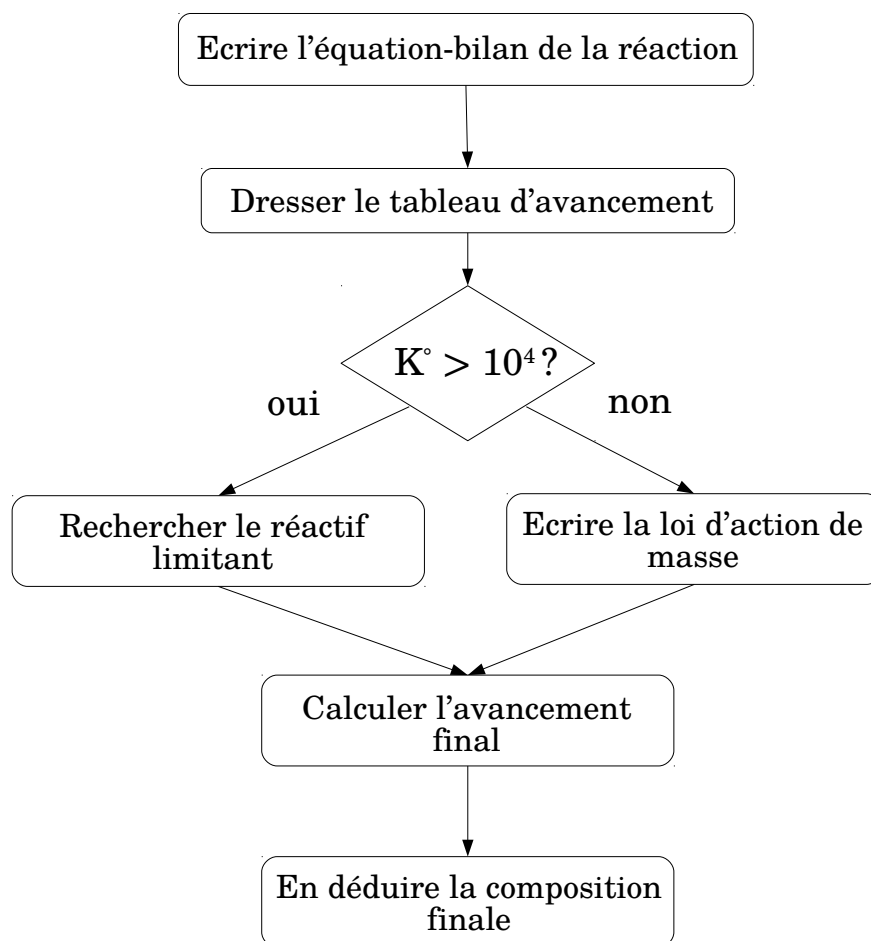 Ecrire l'équation-bilan de la réaction
Dresser le tableau d'avancement
K° > 10⁴ ?
oui
non
Rechercher le réactif
limitant
Ecrire la loi d'action de
masse
Calculer l'avancement
final
En déduire la composition
finale